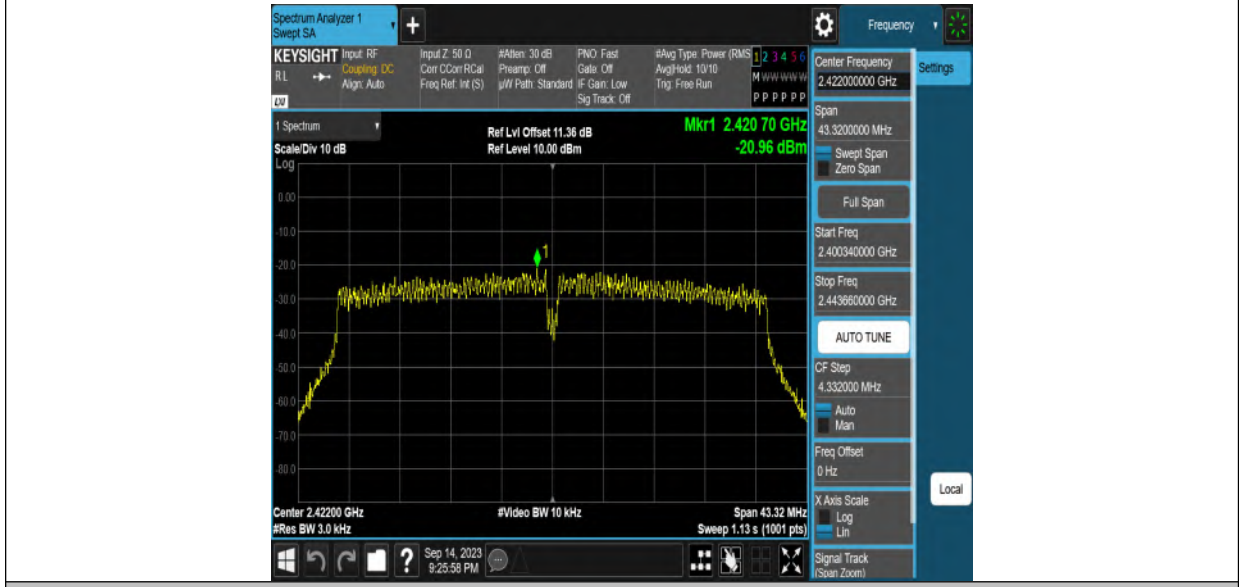 Spectrum Analyzer 1
Swept SA
+
Frequency
KEYSIGHT
RL
Input: RF
Coupling: DC
Align: Auto
Input Z: 50 Ω
Corr CCorr RCal
Freq Ref: Int (S)
#Atten: 30 dB
Preamp: Off
µW Path: Standard
PNO: Fast
Gate: Off
IF Gain: Low
Sig Track: Off
#Avg Type: Power (RMS
Avg|Hold: 10/10
Trig: Free Run
1 2 3 4 5 6
M W W W W W
P P P P P P
LXI
1 Spectrum
Scale/Div 10 dB
Log
Ref Lvl Offset 11.36 dB
Ref Level 10.00 dBm
Mkr1 2.420 70 GHz
-20.96 dBm
0.00
-10.0
-20.0
-30.0
-40.0
-50.0
-60.0
-70.0
-80.0
1
Center 2.42200 GHz
#Res BW 3.0 kHz
#Video BW 10 kHz
Span 43.32 MHz
Sweep 1.13 s (1001 pts)
?
Sep 14, 2023
9:25:58 PM
Center Frequency
2.422000000 GHz
Settings
Span
43.3200000 MHz
Swept Span
Zero Span
Full Span
Start Freq
2.400340000 GHz
Stop Freq
2.443660000 GHz
AUTO TUNE
CF Step
4.332000 MHz
Auto
Man
Freq Offset
0 Hz
X Axis Scale
Log
Lin
Local
Signal Track
(Span Zoom)